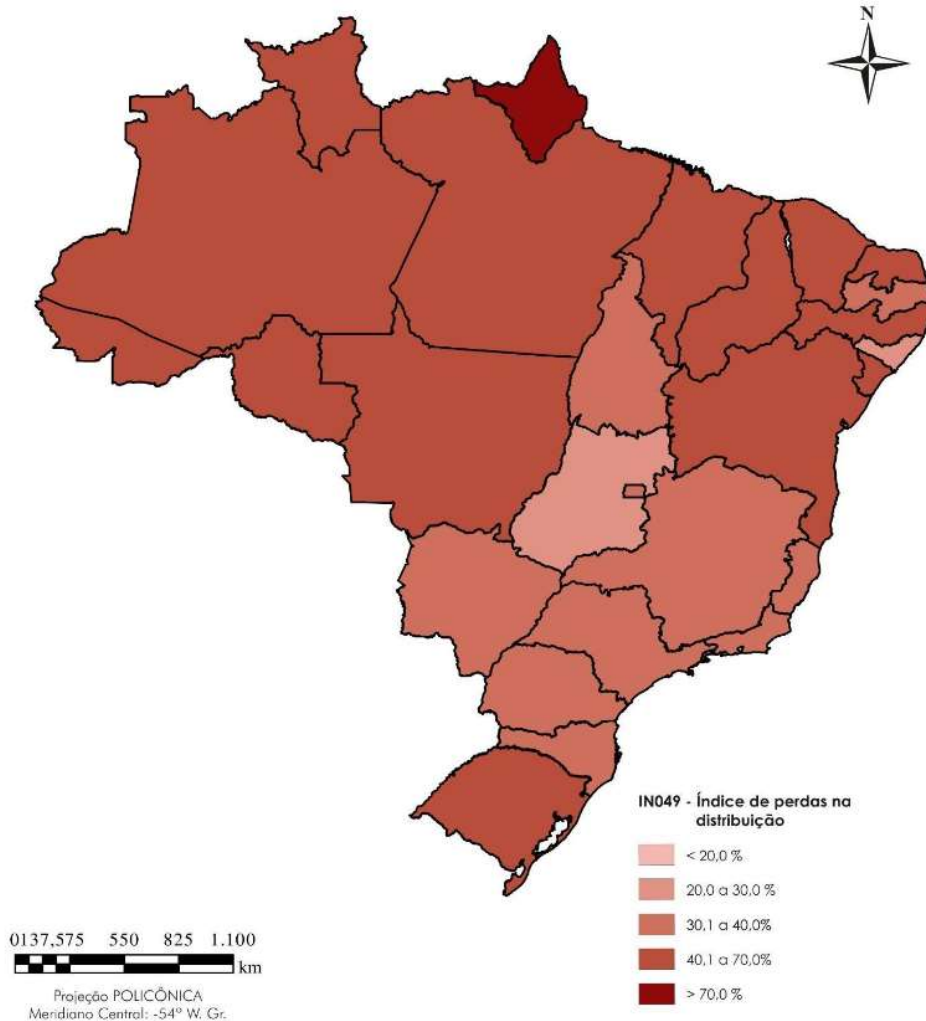 N
IN049 - Índice de perdas na
distribuição
< 20,0 %
20,0 a 30,0 %
30,1 a 40,0%
40,1 a 70,0%
> 70,0 %
0137,575 550 825 1.100
km
Projeção POLICÔNICA
Meridiano Central: -54º W. Gr.